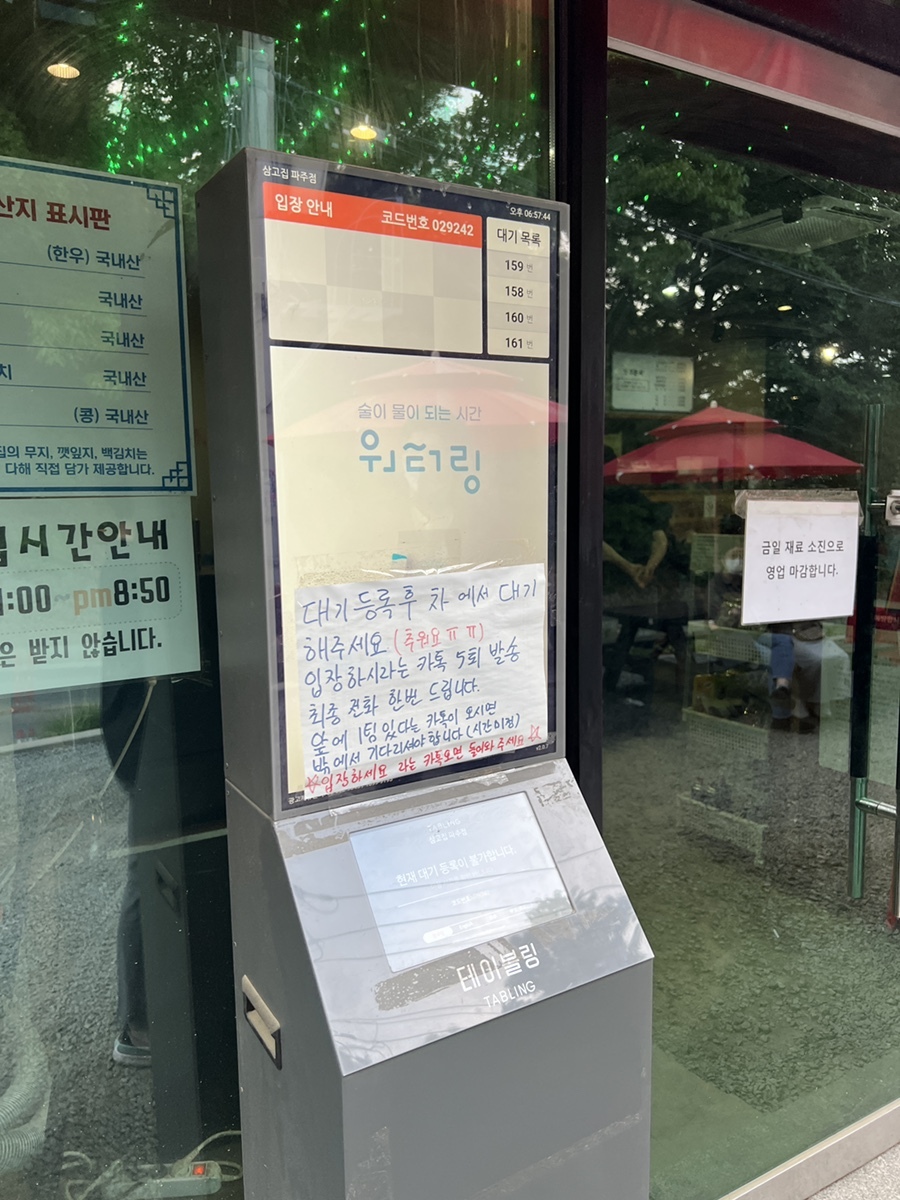 산지 표시판
(한우) 국내산
국내산
국내산
치 국내산
(콩) 국내산
집의 무지, 깻잎지, 백김치는
다해 직접 담가 제공합니다.
시간안내
:00 ~pm8:50
은 받지 않습니다.
삼고집 파주점
오후 06:57:44
입장 안내
코드번호 029242
대기 목록
159 번
158 번
160 번
161 번
술이 물이 되는 시간
대기등록후 차에서 대기
해주세요 (추워요ㅠㅠ)
입장하시라는 카톡 5회 발송
최종 전화 한번 드립니다.
앞에 1팀있다는 카톡이 오시면
밖에서 기다리셔야합니다 (시간이점)
☆입장하세요 라는 카톡오면 들어와 주세요☆
삼고집 파주점
현재 대기 등록이 불가합니다.
테이블링
TABLING
금일 재료 소진으로
영업 마감합니다.